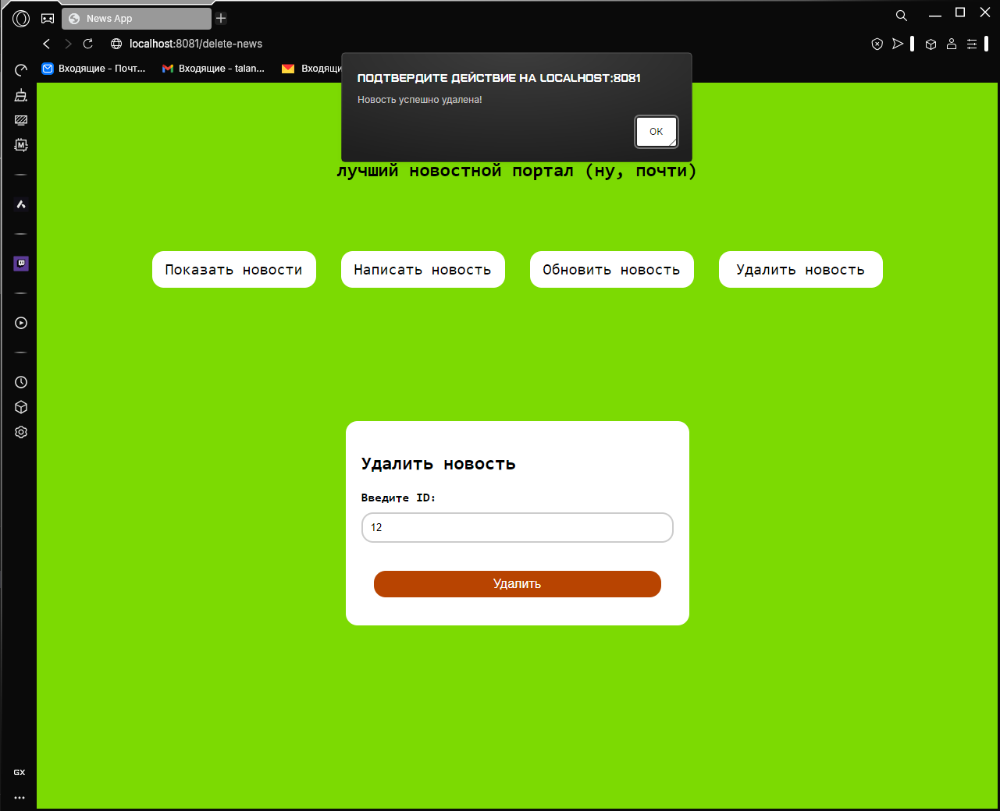 News App
localhost:8081/delete-news
Входящие - Почт...
Входящие - talan...
Входящи
ПОДТВЕРДИТЕ ДЕЙСТВИЕ НА LOCALHOST:8081
Новость успешно удалена!
OK
лучший новостной портал (ну, почти)
Показать новости
Написать новость
Обновить новость
Удалить новость
Удалить новость
Введите ID:
12
Удалить
GX